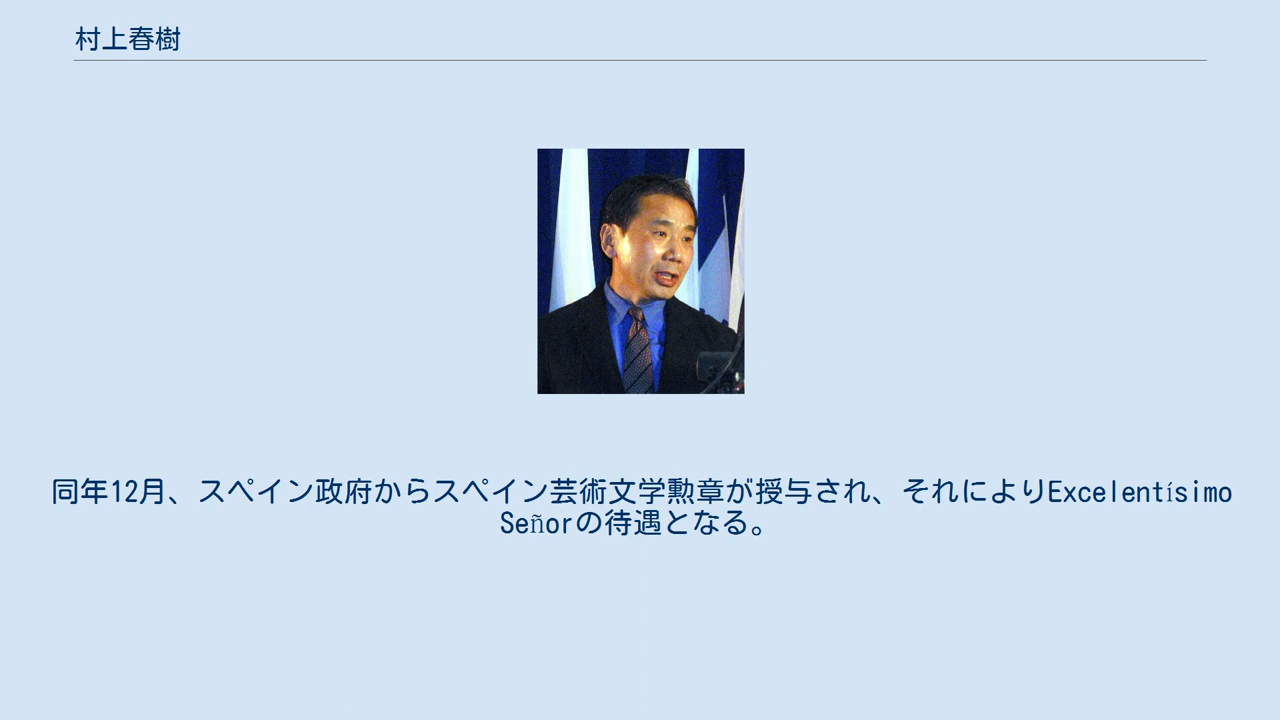 村上春樹
同年12月、スペイン政府からスペイン芸術文学勲章が授与され、それによりExcelentísimo
Señorの待遇となる。